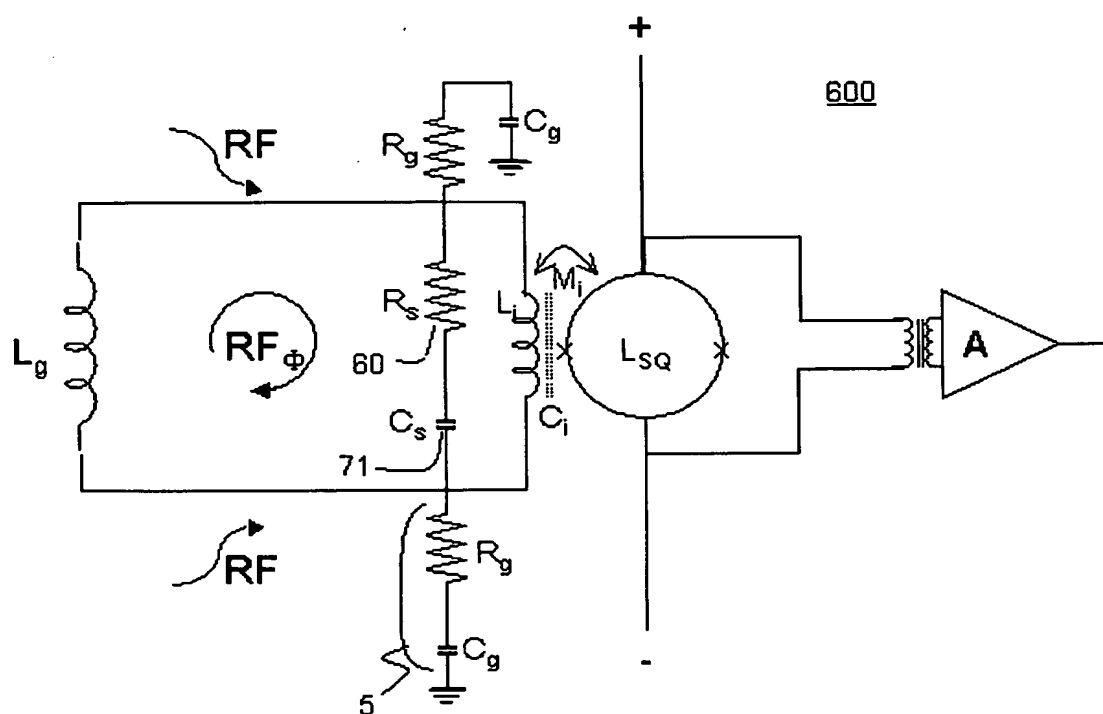 +
600
RF
R_g
C_g
R_s
L_i
M_i
60
L_g
RF_Φ
L_SQ
A
C_s
C_i
71
RF
R_g
C_g
5
-